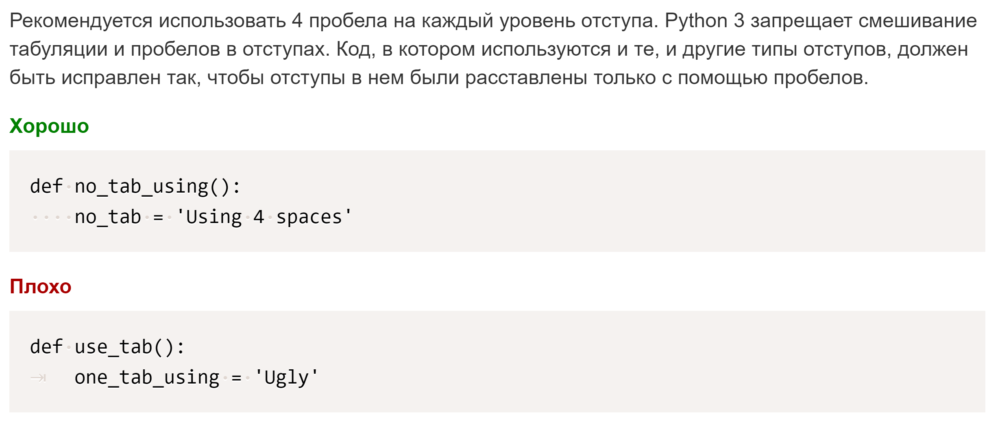 Рекомендуется использовать 4 пробела на каждый уровень отступа. Python 3 запрещает смешивание
табуляции и пробелов в отступах. Код, в котором используются и те, и другие типы отступов, должен
быть исправлен так, чтобы отступы в нем были расставлены только с помощью пробелов.
Хорошо
def·no_tab_using():
····no_tab·=·'Using·4·spaces'
Плохо
def·use_tab():
⇥   one_tab_using·=·'Ugly'